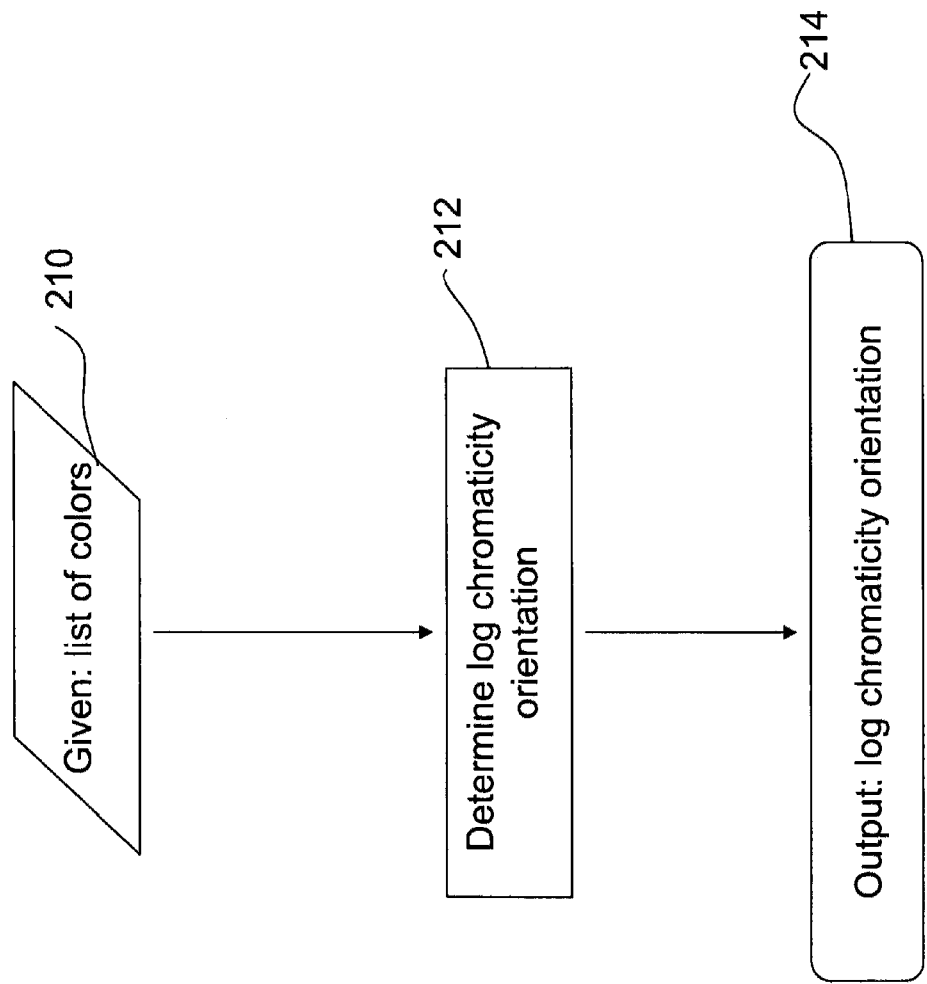 Given: list of colors
210
Determine log chromaticity
orientation
212
Output: log chromaticity orientation
214